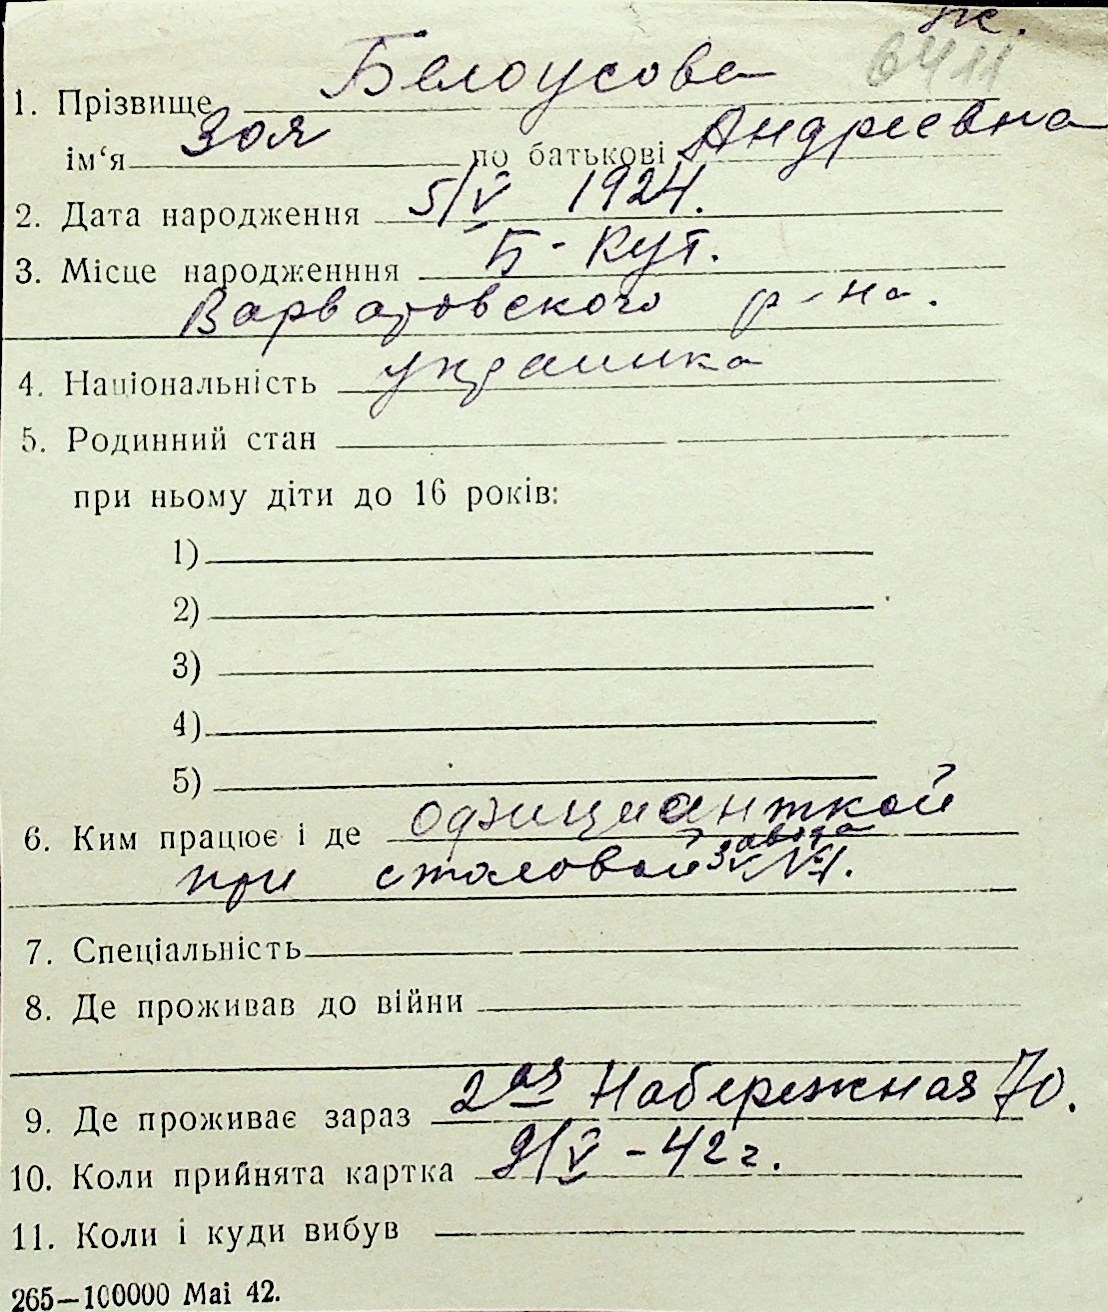 ж.
6411
1. Прізвище Белоусова
ім‘я Зоя по батькові Андреевна
2. Дата народження 5/V 1924.
3. Місце народженння Б-Кут.
Варваровского р-на.
4. Національність украинка
5. Родинний стан
при ньому діти до 16 років:
1)
2)
3)
4)
5)
6. Ким працює і де официанткой
при столовой завода №1.
7. Спеціальність
8. Де проживав до війни
9. Де проживає зараз 2ая Набережная 70.
10. Коли прийнята картка 9/V - 42 г.
11. Коли і куди вибув
265—100000 Mai 42.